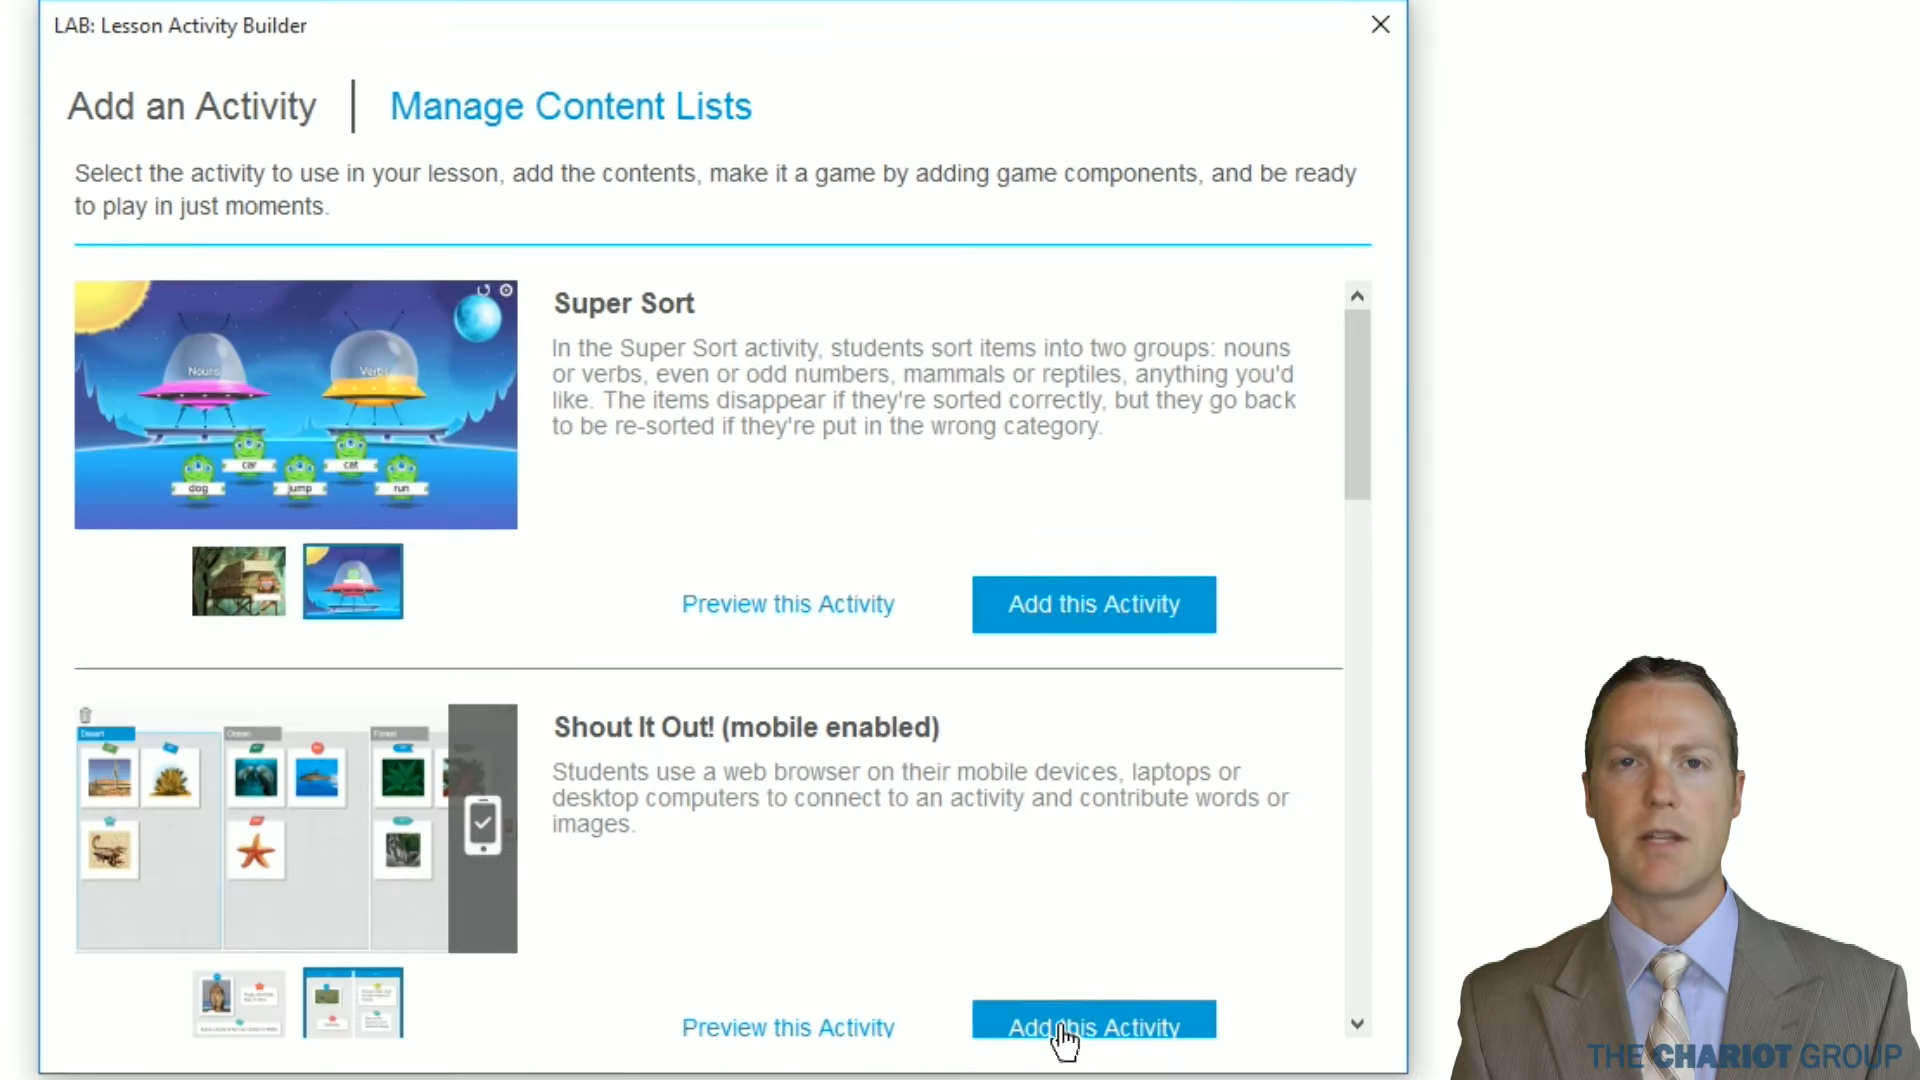 LAB: Lesson Activity Builder
Add an Activity
Manage Content Lists
Select the activity to use in your lesson, add the contents, make it a game by adding game components, and be ready
to play in just moments.
Nouns
Verbs
car
cat
dog
jump
run
Super Sort
In the Super Sort activity, students sort items into two groups: nouns
or verbs, even or odd numbers, mammals or reptiles, anything you'd
like. The items disappear if they're sorted correctly, but they go back
to be re-sorted if they're put in the wrong category.
Preview this Activity
Add this Activity
Desert
Ocean
Forest
Shout It Out! (mobile enabled)
Students use a web browser on their mobile devices, laptops or
desktop computers to connect to an activity and contribute words or
images.
Preview this Activity
Add this Activity
THE CHARIOT GROUP